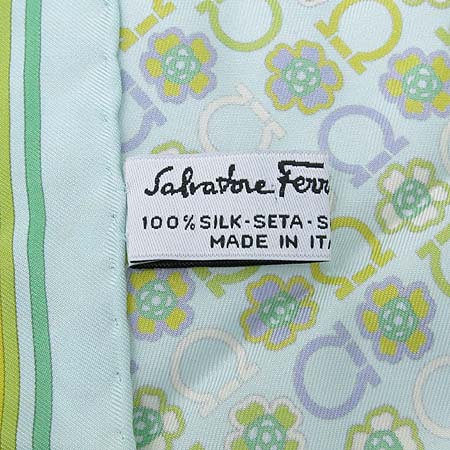 Salvatore Ferr
100% SILK-SETA-S
MADE IN ITA